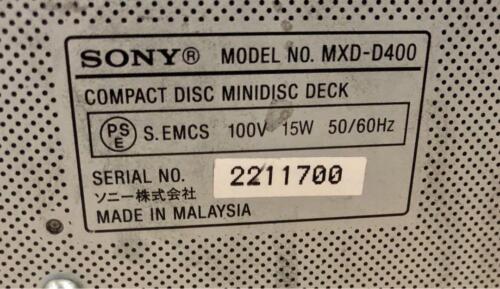 SONY® MODEL NO. MXD-D400
COMPACT DISC MINIDISC DECK
PSE S.EMCS 100V 15W 50/60Hz
SERIAL NO. 2211700
ソニー株式会社
MADE IN MALAYSIA